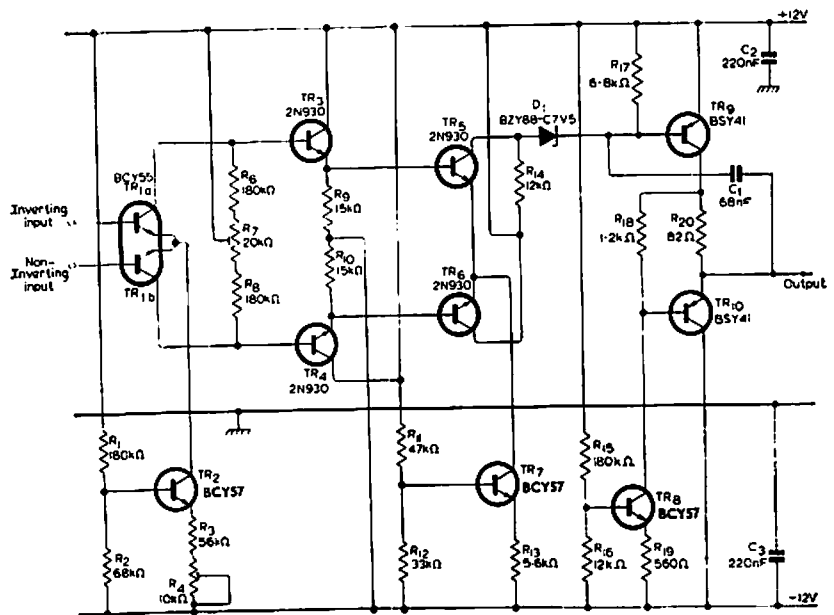 +12V
C2
220nF
R17
6·8kΩ
TR3
2N930
TR5
2N930
D1
BZY88-C7V5
TR9
BSY41
BCY55
TR1a
R6
180kΩ
R9
15kΩ
R14
12kΩ
C1
68nF
Inverting
input
R7
20kΩ
R18
1·2kΩ
R20
82Ω
Non-
Inverting
input
R10
15kΩ
TR6
2N930
Output
TR1b
R8
180kΩ
TR10
BSY41
TR4
2N930
R1
180kΩ
R11
47kΩ
R15
180kΩ
TR2
BCY57
TR7
BCY57
TR8
BCY57
R3
56kΩ
R2
68kΩ
R4
10kΩ
R12
33kΩ
R13
5·6kΩ
R16
12kΩ
R19
560Ω
C3
220nF
-12V